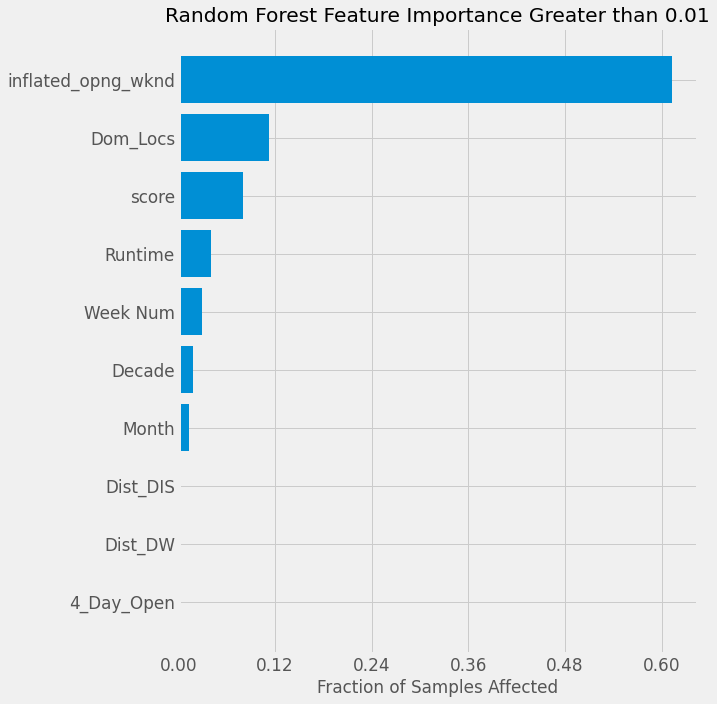 Random Forest Feature Importance Greater than 0.01
inflated_opng_wknd
Dom_Locs
score
Runtime
Week Num
Decade
Month
Dist_DIS
Dist_DW
4_Day_Open
0.00 0.12 0.24 0.36 0.48 0.60
Fraction of Samples Affected